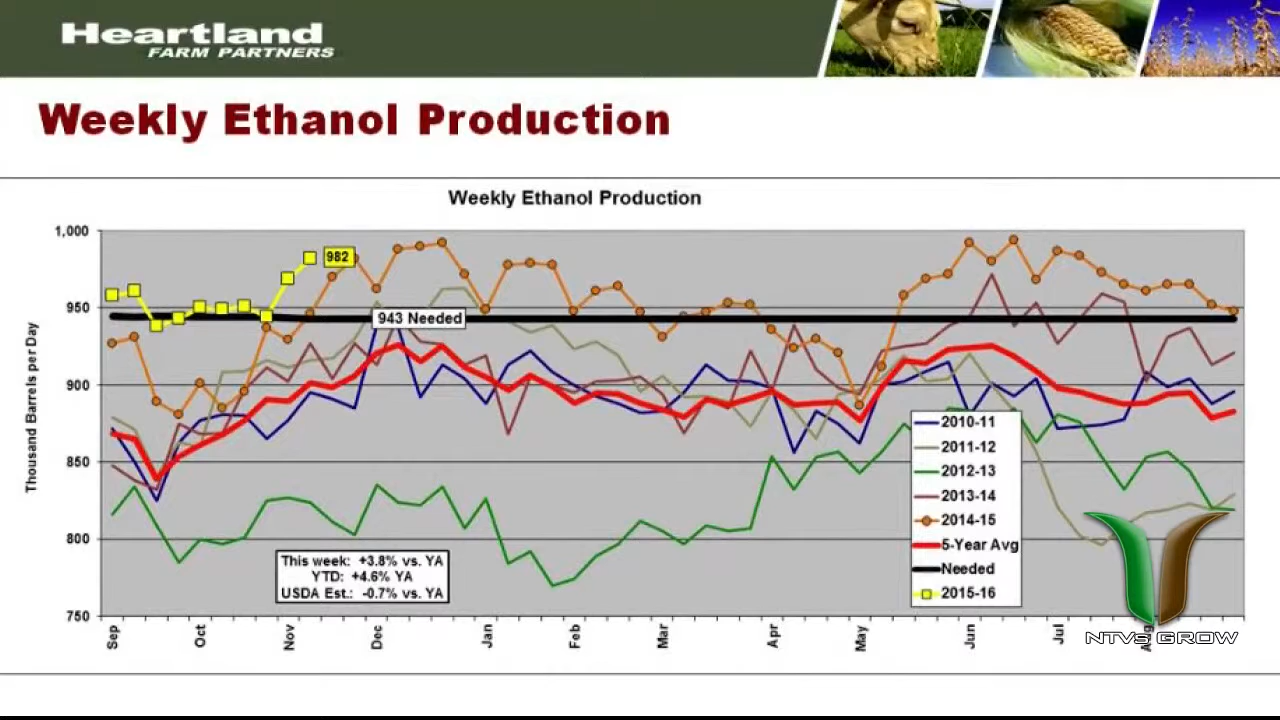 Heartland
FARM PARTNERS
Weekly Ethanol Production
Weekly Ethanol Production
Thousand Barrels per Day
1,000
950
900
850
800
750
982
943 Needed
This week: +3.8% vs. YA
YTD: +4.6% YA
USDA Est.: -0.7% vs. YA
2010-11
2011-12
2012-13
2013-14
2014-15
5-Year Avg
Needed
2015-16
Sep
Oct
Nov
Dec
Jan
Feb
Mar
Apr
May
Jun
Jul
NTVS GROW